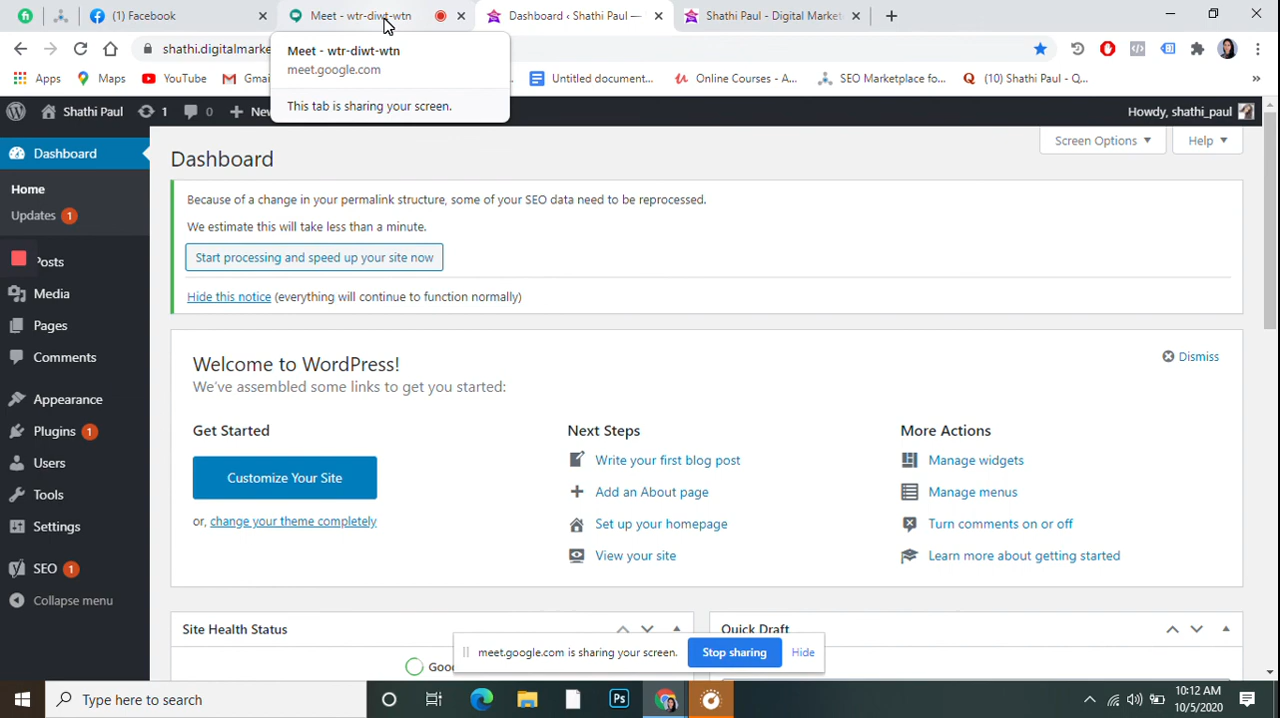 Facebook
Meet - wtr-diwt-wtn
Dashboard ‹ Shathi Paul —
Shathi Paul - Digital Market
Meet - wtr-diwt-wtn
meet.google.com
This tab is sharing your screen.
shathi.digitalmarke
Apps
Maps
YouTube
Gmai
Untitled document...
Online Courses - A...
SEO Marketplace fo...
(10) Shathi Paul - Q...
»
Shathi Paul
1
0
New
Howdy, shathi_paul
Dashboard
Home
Updates 1
Posts
Media
Pages
Comments
Appearance
Plugins 1
Users
Tools
Settings
SEO 1
Collapse menu
Screen Options
Help
Dashboard
Because of a change in your permalink structure, some of your SEO data need to be reprocessed.
We estimate this will take less than a minute.
Start processing and speed up your site now
Hide this notice (everything will continue to function normally)
Welcome to WordPress!
We've assembled some links to get you started:
Dismiss
Get Started
Customize Your Site
or, change your theme completely
Next Steps
Write your first blog post
Add an About page
Set up your homepage
View your site
More Actions
Manage widgets
Manage menus
Turn comments on or off
Learn more about getting started
Site Health Status
Goo
Quick Draft
meet.google.com is sharing your screen.
Stop sharing
Hide
Type here to search
Ps
10:12 AM
10/5/2020